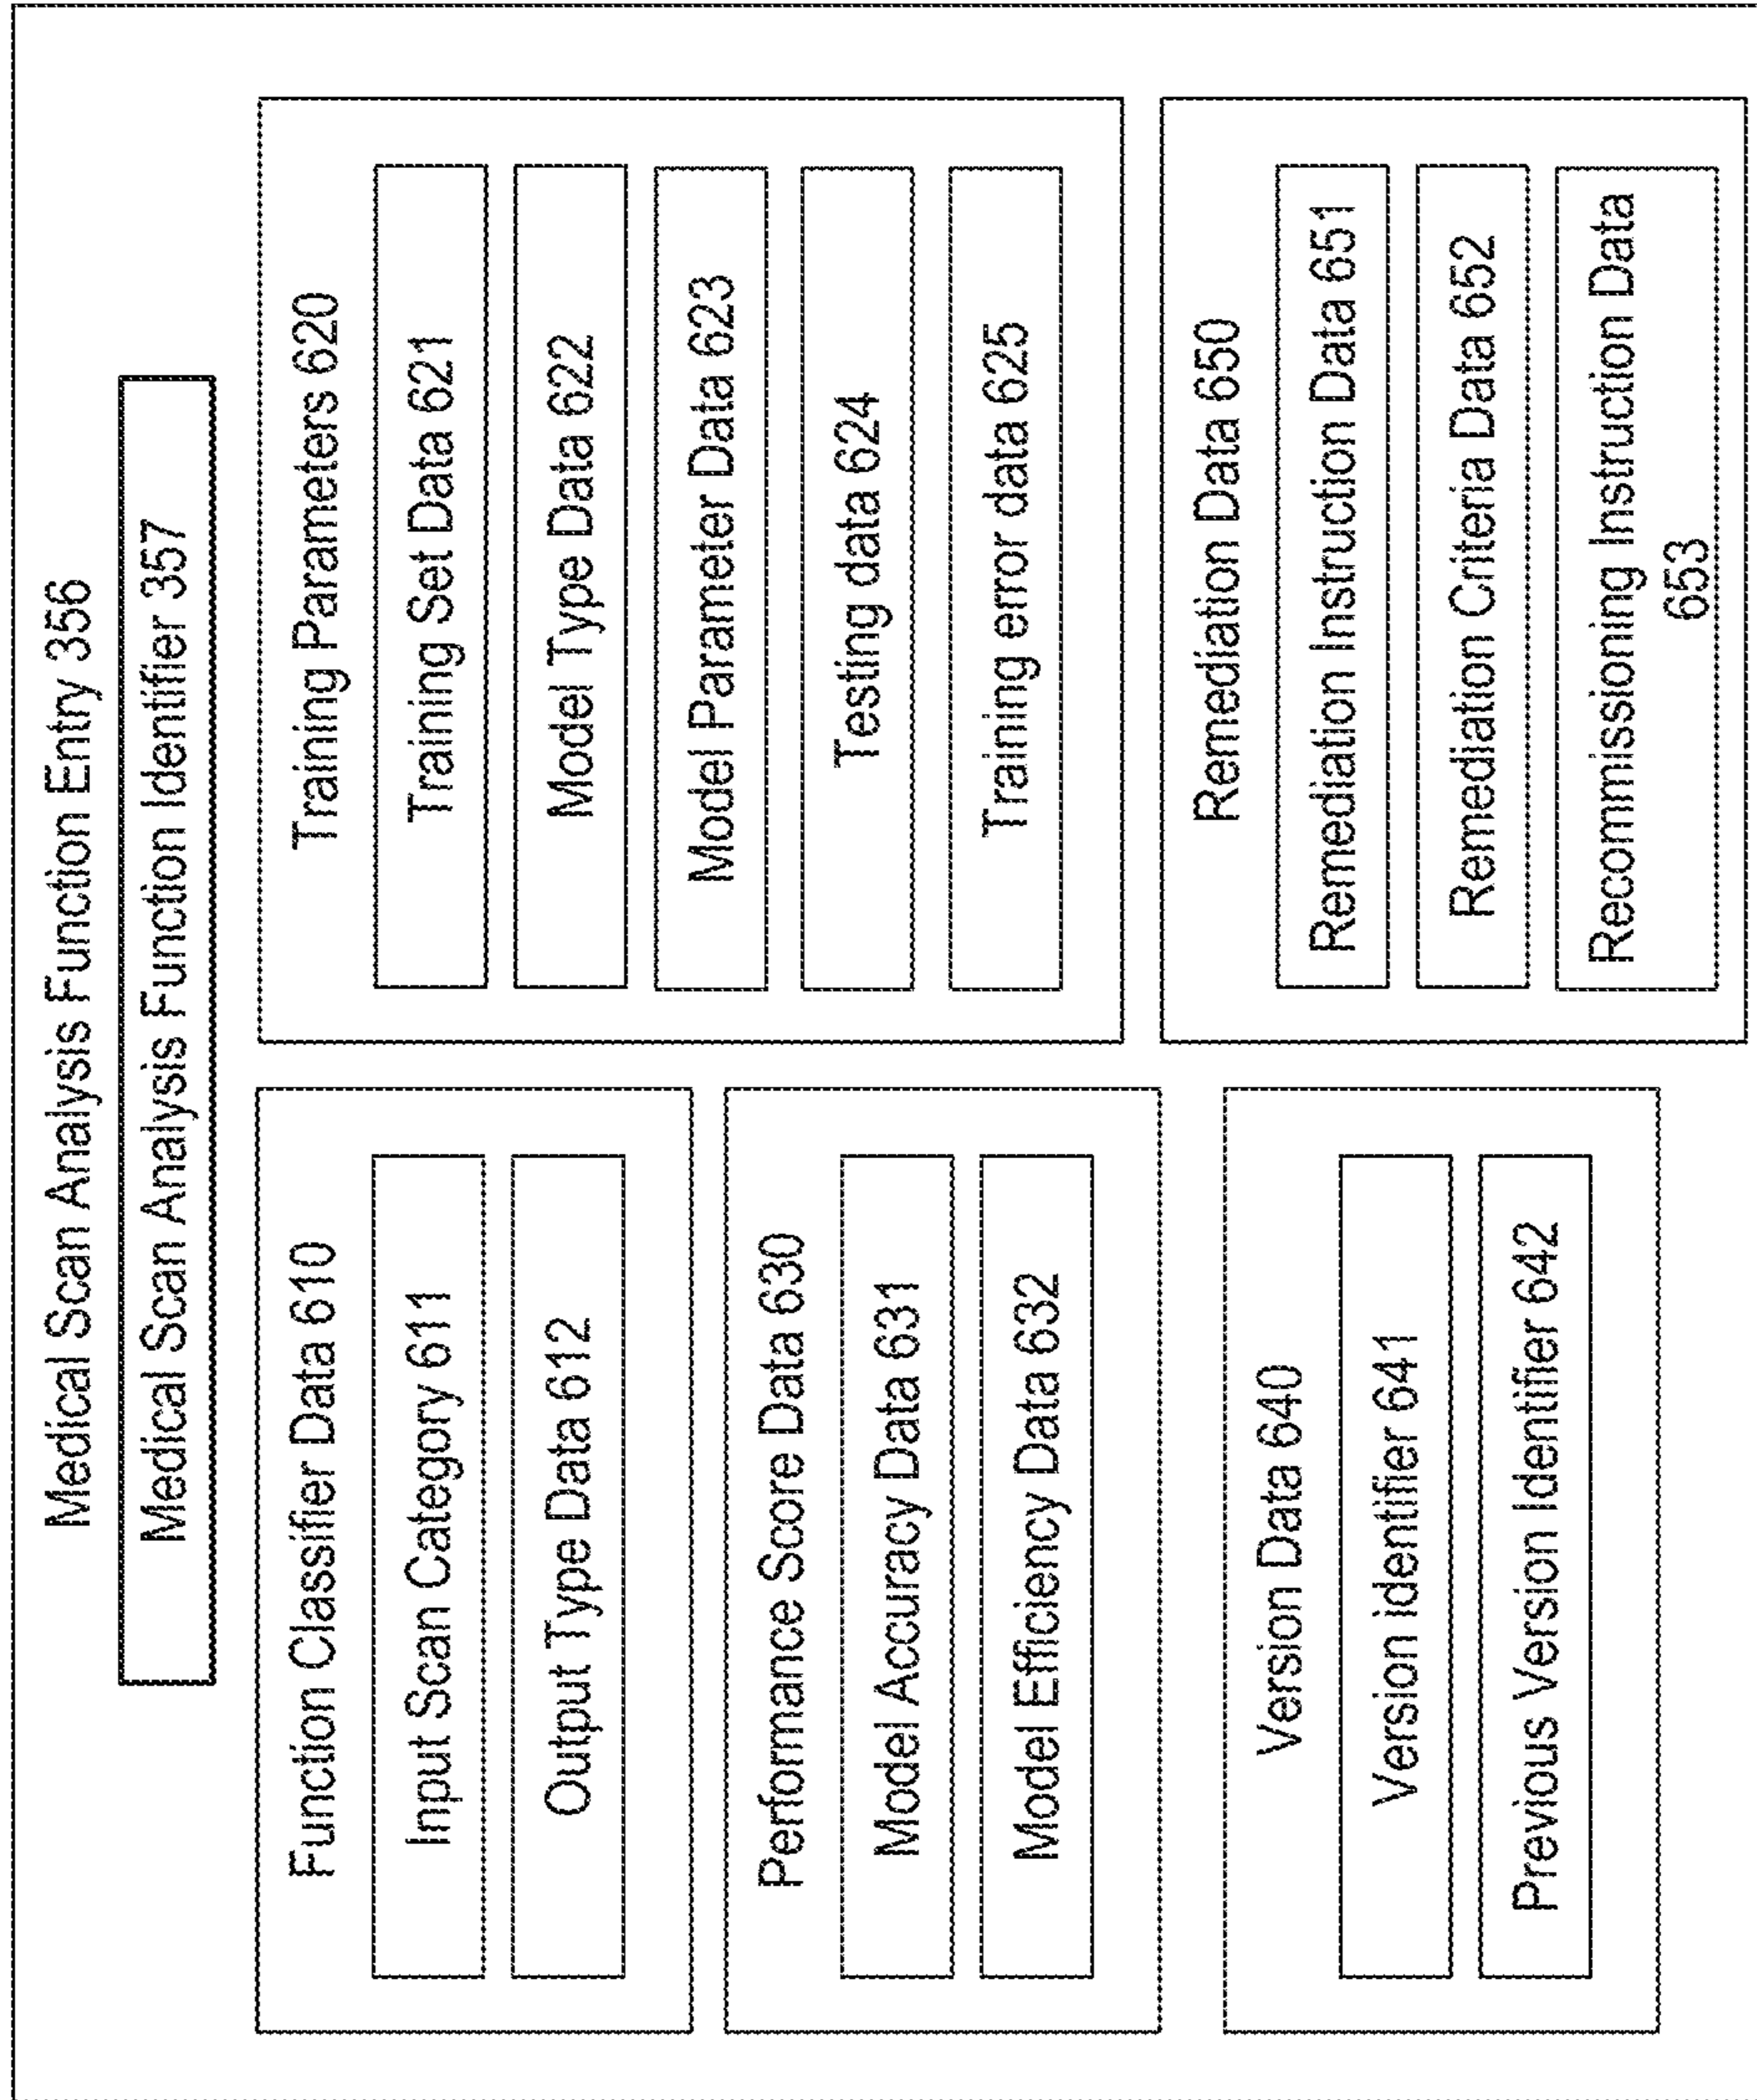 Medical Scan Analysis Function Entry 356
Medical Scan Analysis Function Identifier 357
Function Classifier Data 610
Input Scan Category 611
Output Type Data 612
Performance Score Data 630
Model Accuracy Data 631
Model Efficiency Data 632
Version Data 640
Version identifier 641
Previous Version Identifier 642
Training Parameters 620
Training Set Data 621
Model Type Data 622
Model Parameter Data 623
Testing data 624
Training error data 625
Remediation Data 650
Remediation Instruction Data 651
Remediation Criteria Data 652
Recommissioning Instruction Data
653